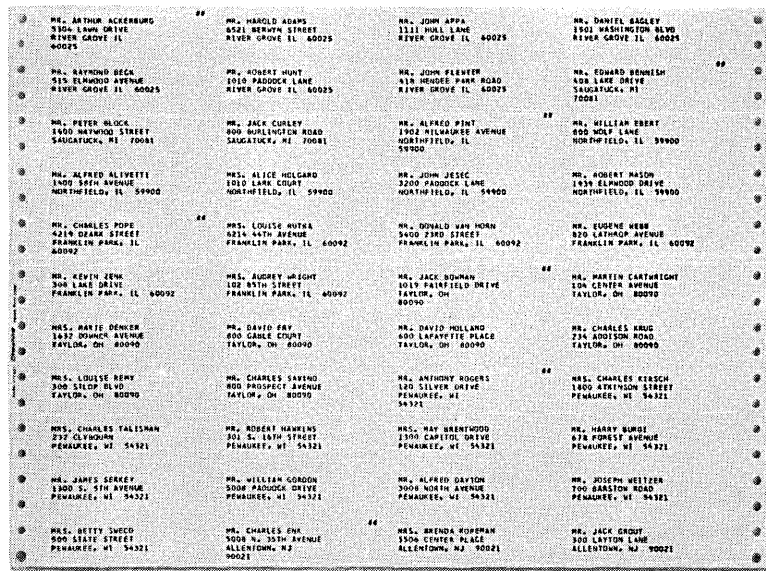 ##
MR. ARTHUR ACKERBURG
5304 LAWN DRIVE
RIVER GROVE IL
60025
MR. HAROLD ADAMS
6521 BERWYN STREET
RIVER GROVE IL 60025
MR. JOHN APPA
1111 HULL LANE
RIVER GROVE IL 60025
MR. DANIEL BAGLEY
1501 WASHINGTON BLVD
RIVER GROVE IL 60025
MR. RAYMOND BECK
515 ELMWOOD AVENUE
RIVER GROVE IL 60025
MR. ROBERT HUNT
1010 PADDOCK LANE
RIVER GROVE IL 60025
MR. JOHN
418 HENDEE PARK ROAD
RIVER GROVE IL 60025
##
MR. EDWARD BENNISH
408 LAKE DRIVE
SAUGATUCK, MI
70081
MR. PETER BLOCK
1600 HAYWOOD STREET
SAUGATUCK, MI 70081
MR. JACK CURLEY
800 BURLINGTON ROAD
SAUGATUCK, MI 70081
##
MR. ALFRED PINT
1902 MILWAUKEE AVENUE
NORTHFIELD, IL
59900
MR. WILLIAM EBERT
800 WOLF LANE
NORTHFIELD, IL 59900
MR. ALFRED ALIVETTI
1400 58TH AVENUE
NORTHFIELD, IL 59900
MRS. ALICE HOLGARD
1010 LARK COURT
NORTHFIELD, IL 59900
MR. JOHN JESEC
3200 PADDOCK LANE
NORTHFIELD, IL 59900
MR. ROBERT MASON
1939 ELMWOOD DRIVE
NORTHFIELD, IL 59900
##
MR. CHARLES POPE
4219 OZARK STREET
FRANKLIN PARK, IL
60092
MRS. LOUISE RUTKA
6214 44TH AVENUE
FRANKLIN PARK, IL 60092
MR. DONALD VAN HORN
5400 23RD STREET
FRANKLIN PARK, IL 60092
MR. EUGENE WEBB
820 LATHROP AVENUE
FRANKLIN PARK, IL 60092
MR. KEVIN ZENK
308 LAKE DRIVE
FRANKLIN PARK, IL 60092
MRS. AUDREY WRIGHT
102 85TH STREET
FRANKLIN PARK, IL 60092
##
MR. JACK BOWMAN
1019 FAIRFIELD DRIVE
TAYLOR, OH
80090
MR. MARTIN CARTWRIGHT
104 CENTER AVENUE
TAYLOR, OH 80090
MRS. MARIE DENKER
1632 DOWNER AVENUE
TAYLOR, OH 80090
MR. DAVID ERY
800 GABLE COURT
TAYLOR, OH 80090
MR. DAVID HOLLAND
600 LAFAYETTE PLACE
TAYLOR, OH 80090
MR. CHARLES KRUG
234 ADDISON ROAD
TAYLOR, OH 80090
MRS. LOUISE REMY
300 BLVD
TAYLOR, OH 80090
MR. CHARLES SAVINO
800 PROSPECT AVENUE
TAYLOR, OH 80090
##
MR. ANTHONY ROGERS
120 SILVER DRIVE
PEWAUKEE, WI
54321
MRS. CHARLES KIRSCH
1800 ATKINSON STREET
PEWAUKEE, WI 54321
MRS. CHARLES TALISMAN
232 CLYBOURN
PEWAUKEE, WI 54321
MR. ROBERT HAWKINS
301 S. 16TH STREET
PEWAUKEE, WI 54321
MRS. MAY BRENTWOOD
1300 CAPITOL DRIVE
PEWAUKEE, WI 54321
MR. HARRY BURGI
678 FOREST AVENUE
PEWAUKEE, WI 54321
MR. JAMES SERKEY
1300 S. 5TH AVENUE
PEWAUKEE, WI 54321
MR. WILLIAM GORDON
5008 PADDOCK DRIVE
PEWAUKEE, WI 54321
MR. ALFRED DAYTON
3008 NORTH AVENUE
PEWAUKEE, WI 54321
MR. JOSEPH WEITZER
700 BARSTOW ROAD
PEWAUKEE, WI 54321
MRS. BETTY SWECO
900 STATE STREET
PEWAUKEE, WI 54321
##
MR. CHARLES ENK
5008 N. 35TH AVENUE
ALLENTOWN, NJ
90021
MRS. BRENDA
5506 CENTER PLACE
ALLENTOWN, NJ 90021
MR. JACK GROUT
300 LAYTON LANE
ALLENTOWN, NJ 90021